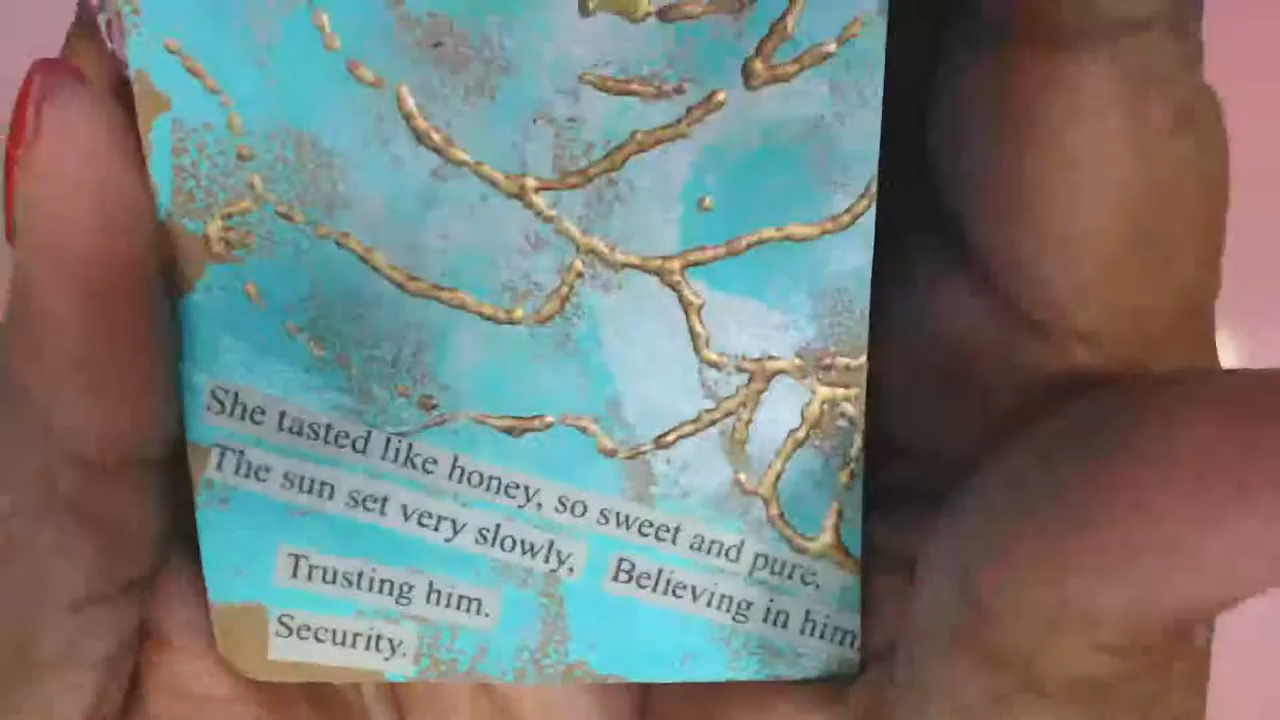 She tasted like honey, so sweet and pure,
The sun set very slowly, Believing in him.
Trusting him.
Security.